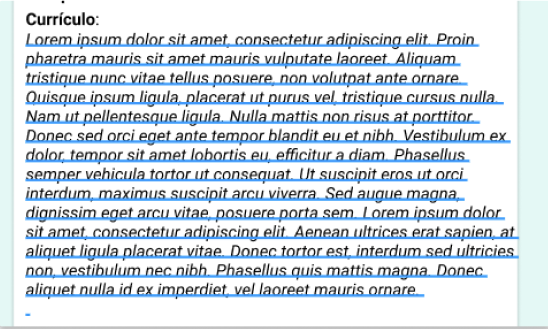 Currículo:
Lorem ipsum dolor sit amet, consectetur adipiscing elit. Proin
pharetra mauris sit amet mauris vulputate laoreet. Aliquam
tristique nunc vitae tellus posuere, non volutpat ante ornare.
Quisque ipsum ligula, placerat ut purus vel, tristique cursus nulla.
Nam ut pellentesque ligula. Nulla mattis non risus at porttitor.
Donec sed orci eget ante tempor blandit eu et nibh. Vestibulum ex
dolor, tempor sit amet lobortis eu, efficitur a diam. Phasellus
semper vehicula tortor ut consequat. Ut suscipit eros ut orci
interdum, maximus suscipit arcu viverra. Sed augue magna,
dignissim eget arcu vitae, posuere porta sem. Lorem ipsum dolor
sit amet, consectetur adipiscing elit. Aenean ultrices erat sapien, at
aliquet ligula placerat vitae. Donec tortor est, interdum sed ultricies
non, vestibulum nec nibh. Phasellus quis mattis magna. Donec
aliquet nulla id ex imperdiet, vel laoreet mauris ornare.